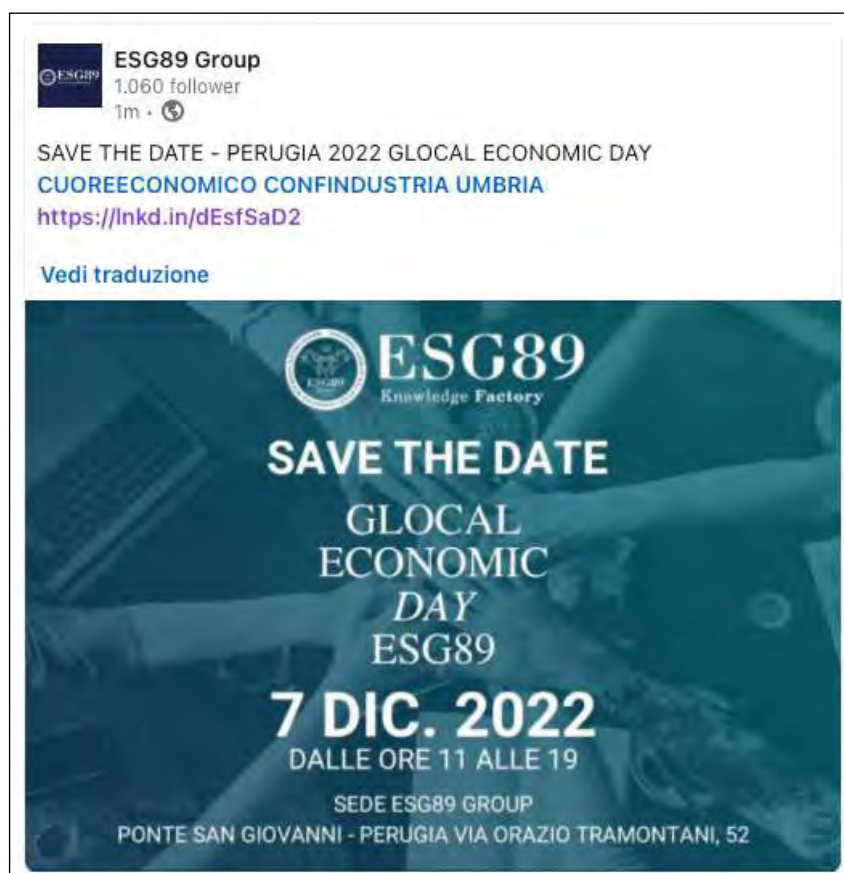 ESG89
ESG89 Group
1.060 follower
1m •
SAVE THE DATE - PERUGIA 2022 GLOCAL ECONOMIC DAY
CUOREECONOMICO CONFINDUSTRIA UMBRIA
https://lnkd.in/dEsfSaD2
Vedi traduzione
ESG89
ESG89
Knowledge Factory
SAVE THE DATE
GLOCAL
ECONOMIC
DAY
ESG89
7 DIC. 2022
DALLE ORE 11 ALLE 19
SEDE ESG89 GROUP
PONTE SAN GIOVANNI - PERUGIA VIA ORAZIO TRAMONTANI, 52